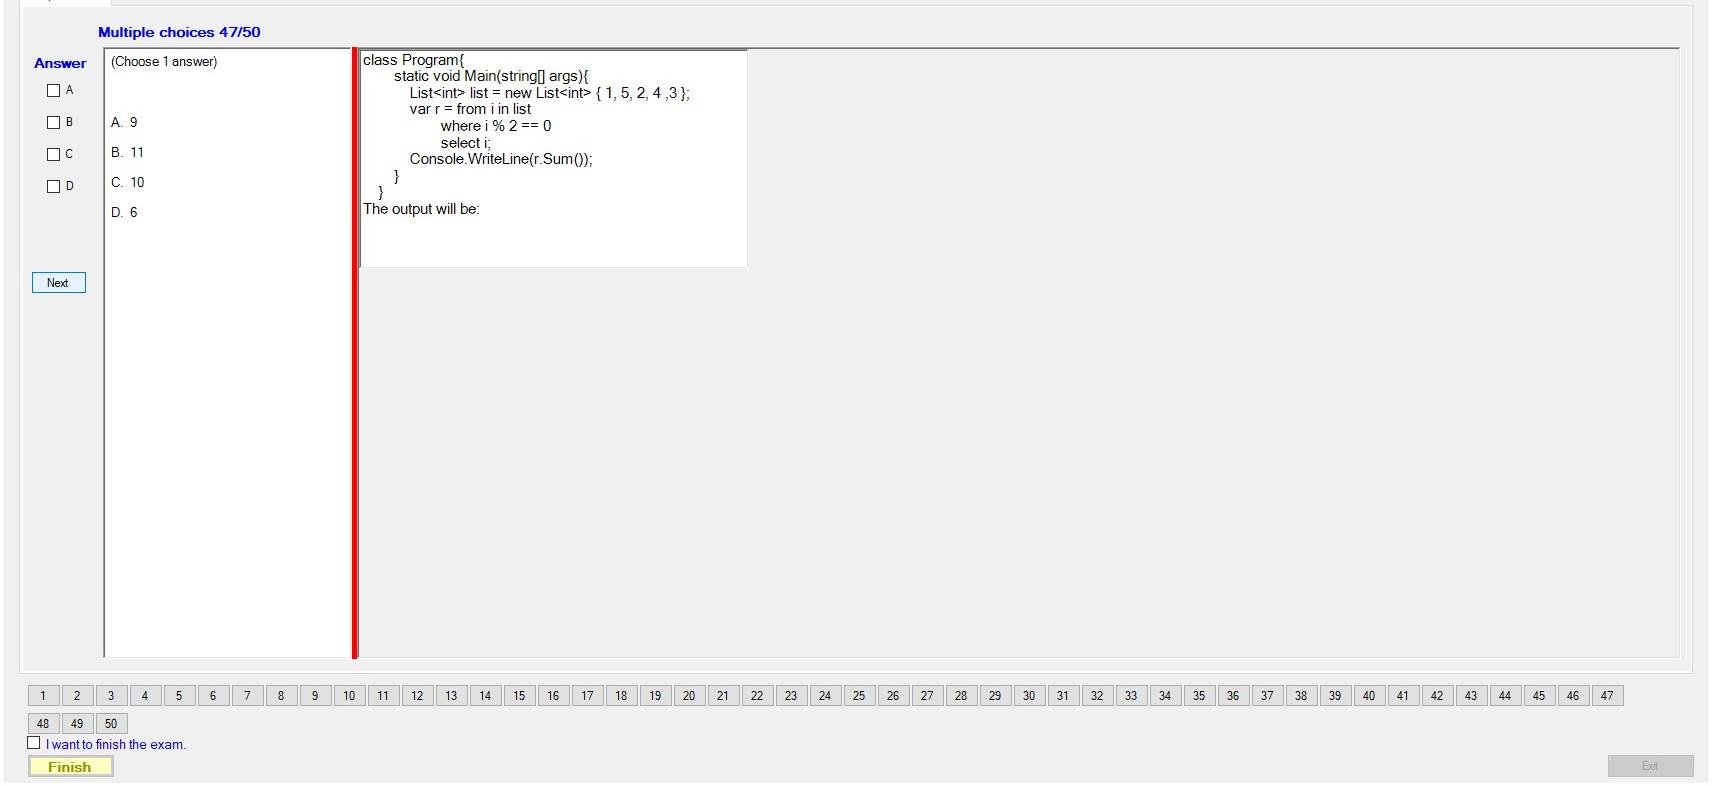 Multiple choices 47/50
Answer
A
B
C
D
Next
(Choose 1 answer)
A. 9
B. 11
C. 10
D. 6
class Program{
static void Main(string[] args){
List<int> list = new List<int> { 1, 5, 2, 4 ,3 };
var r = from i in list
where i % 2 == 0
select i;
Console.WriteLine(r.Sum());
}
}
The output will be:
1 2 3 4 5 6 7 8 9 10 11 12 13 14 15 16 17 18 19 20 21 22 23 24 25 26 27 28 29 30 31 32 33 34 35 36 37 38 39 40 41 42 43 44 45 46 47
48 49 50
I want to finish the exam.
Finish
Exit